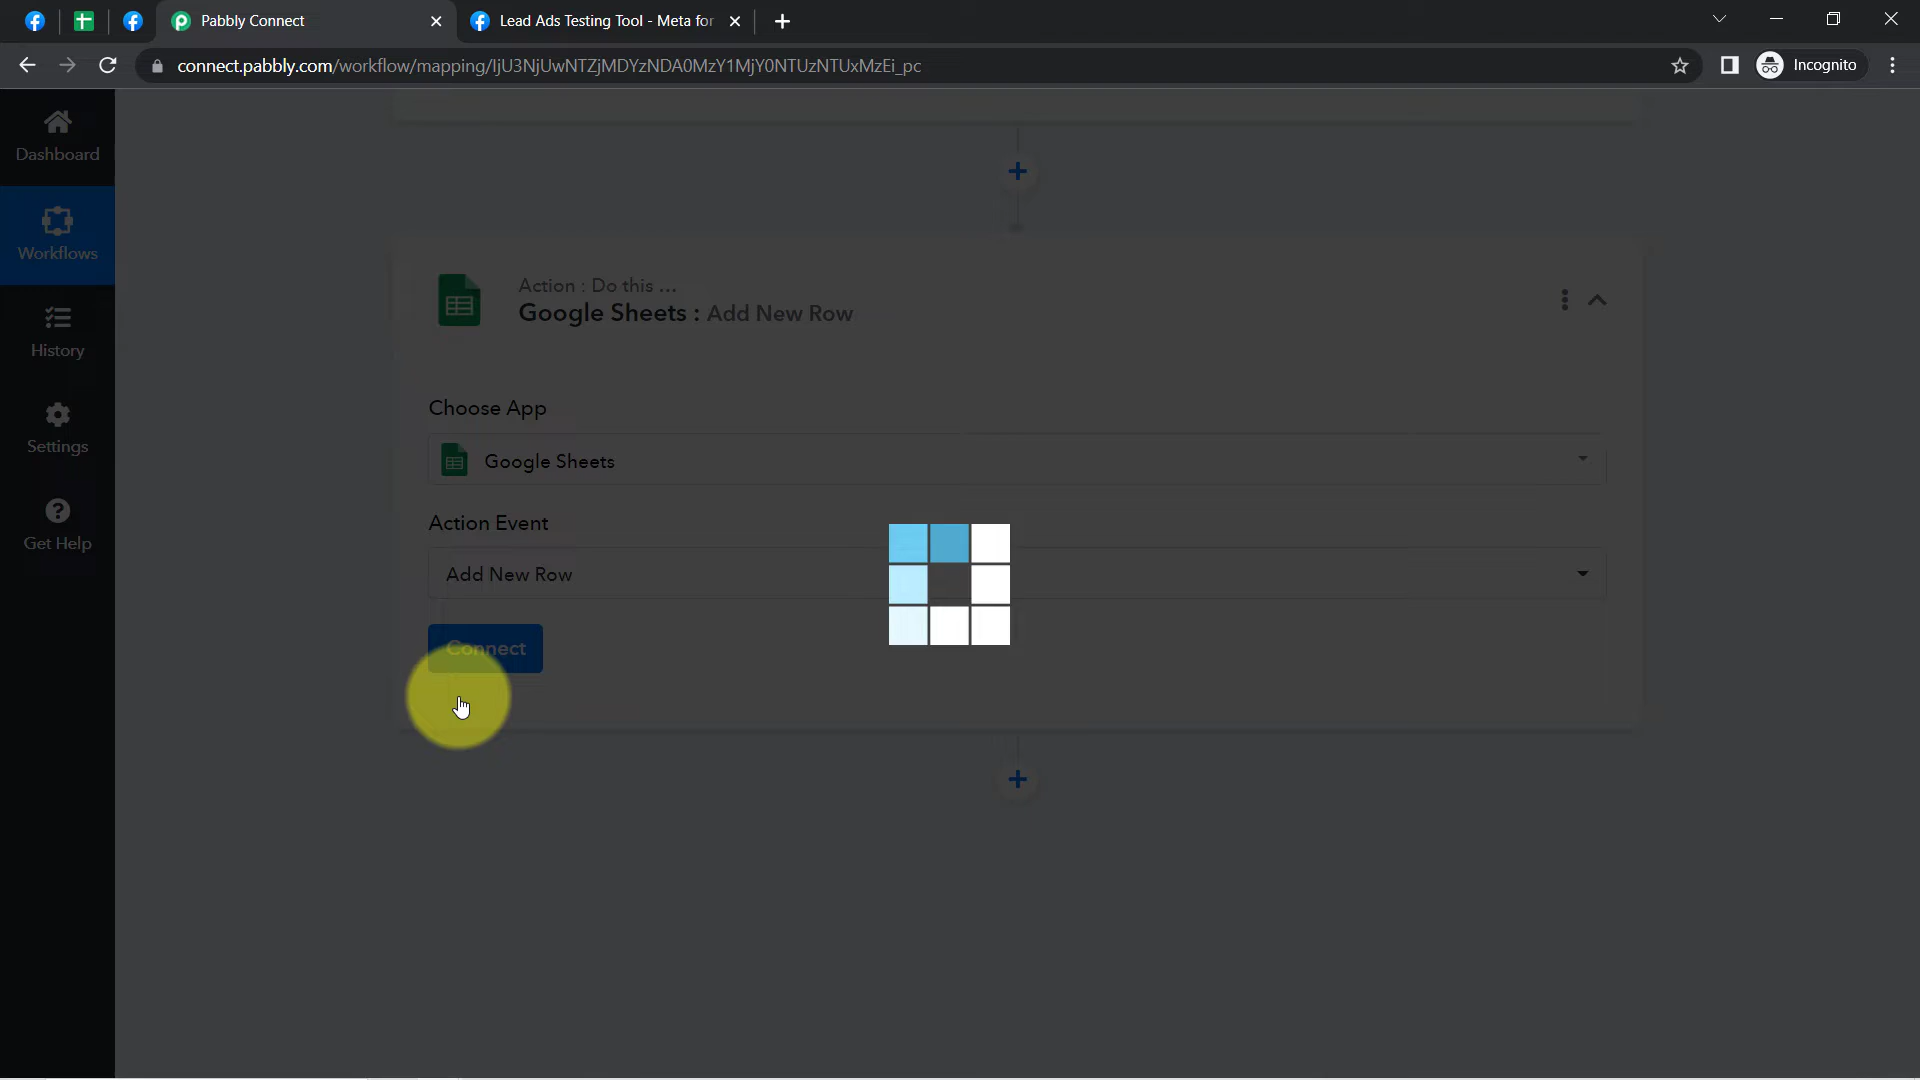 Pabbly Connect
Lead Ads Testing Tool - Meta for
connect.pabbly.com/workflow/mapping/IjU3NjUwNTZjMDYzNDA0MzY1MjY0NTUzNTUxMzEi_pc
Incognito
Dashboard
Workflows
History
Settings
Get Help
Action : Do this ...
Google Sheets : Add New Row
Choose App
Google Sheets
Action Event
Add New Row
Connect